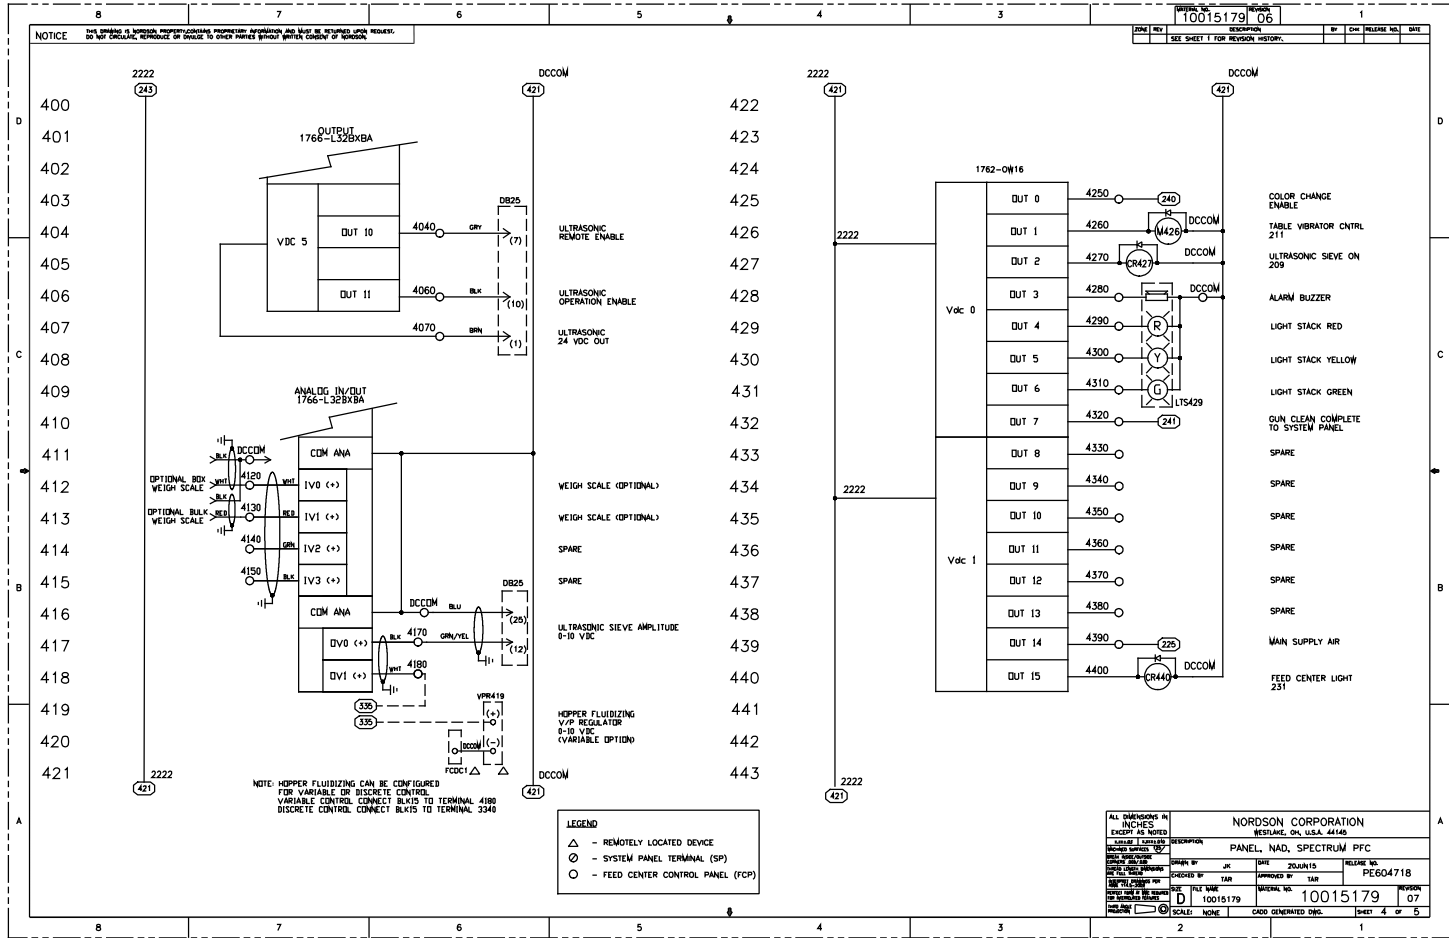 8 7 6 5 4 3 2 1
MATERIAL NO. REVISION
10015179 06
NOTICE
THIS DRAWING IS NORDSON PROPERTY,CONTAINS PROPRIETARY INFORMATION AND MUST BE RETURNED UPON REQUEST.
DO NOT CIRCULATE, REPRODUCE OR DIVULGE TO OTHER PARTIES WITHOUT WRITTEN CONSENT OF NORDSON.
ZONE REV DESCRIPTION BY CHK RELEASE NO. DATE
SEE SHEET 1 FOR REVISION HISTORY.
D
C
B
A
2222
243
DCCOM
421
400
401
402
403
404
405
406
407
408
409
410
411
412
413
414
415
416
417
418
419
420
421
OUTPUT
1766-L32BXBA
VDC 5
OUT 10
OUT 11
4040 GRY
4060 BLK
4070 BRN
DB25
(7)
(10)
(1)
ULTRASONIC
REMOTE ENABLE
ULTRASONIC
OPERATION ENABLE
ULTRASONIC
24 VDC OUT
ANALOG IN/OUT
1766-L32BXBA
COM ANA
IV0 (+)
IV1 (+)
IV2 (+)
IV3 (+)
COM ANA
OV0 (+)
OV1 (+)
BLK DCCOM
OPTIONAL BOX
WEIGH SCALE
WHT 4120 WHT
BLK
OPTIONAL BULK
WEIGH SCALE
RED 4130 RED
4140 GRN
4150 BLK
WEIGH SCALE (OPTIONAL)
WEIGH SCALE (OPTIONAL)
SPARE
SPARE
DB25
DCCOM BLU
(25)
BLK 4170 GRN/YEL
(12)
WHT 4180
ULTRASONIC SIEVE AMPLITUDE
0-10 VDC
335
335
VPR419
(+)
(-)
DCCOM
FCDC1
HOPPER FLUIDIZING
V/P REGULATOR
0-10 VDC
(VARIABLE OPTION)
2222
421
DCCOM
421
NOTE: HOPPER FLUIDIZING CAN BE CONFIGURED
FOR VARIABLE OR DISCRETE CONTROL
VARIABLE CONTROL CONNECT BLK15 TO TERMINAL 4180
DISCRETE CONTROL CONNECT BLK15 TO TERMINAL 3340
LEGEND
- REMOTELY LOCATED DEVICE
- SYSTEM PANEL TERMINAL (SP)
- FEED CENTER CONTROL PANEL (FCP)
422
423
424
425
426
427
428
429
430
431
432
433
434
435
436
437
438
439
440
441
442
443
2222
421
DCCOM
421
1762-OW16
2222
2222
Vdc 0
Vdc 1
OUT 0 4250 240
COLOR CHANGE
ENABLE
OUT 1 4260 M426 DCCOM
TABLE VIBRATOR CNTRL
211
OUT 2 4270 CR427 DCCOM
ULTRASONIC SIEVE ON
209
OUT 3 4280 DCCOM ALARM BUZZER
OUT 4 4290 R LIGHT STACK RED
OUT 5 4300 Y LIGHT STACK YELLOW
OUT 6 4310 G LIGHT STACK GREEN
LTS429
OUT 7 4320 241
GUN CLEAN COMPLETE
TO SYSTEM PANEL
OUT 8 4330 SPARE
OUT 9 4340 SPARE
OUT 10 4350 SPARE
OUT 11 4360 SPARE
OUT 12 4370 SPARE
OUT 13 4380 SPARE
OUT 14 4390 225 MAIN SUPPLY AIR
OUT 15 4400 CR440 DCCOM
FEED CENTER LIGHT
231
2222
421
ALL DIMENSIONS IN
INCHES
EXCEPT AS NOTED
NORDSON CORPORATION
WESTLAKE, OH, U.S.A. 44145
DESCRIPTION
PANEL, NAD, SPECTRUM PFC
DRAWN BY JK DATE 20JUN15 RELEASE NO.
PE604718
CHECKED BY TAR APPROVED BY TAR
SIZE FILE NAME MATERIAL NO. REVISION
D 10015179 10015179 07
SCALE: NONE CADD GENERATED DWG. SHEET 4 OF 5
D
C
B
A
8 7 6 5 4 3 2 1